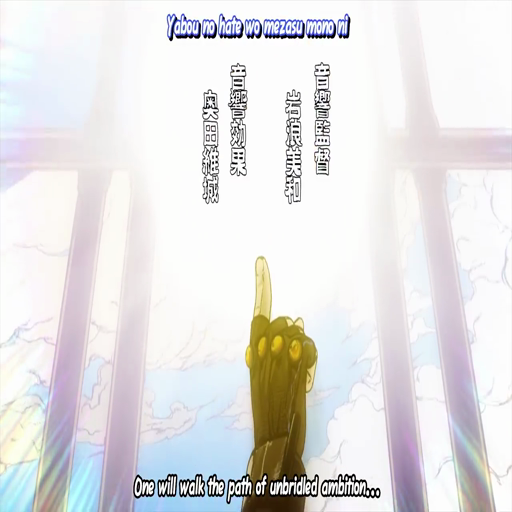 Yabou no hate wo mezasu mono ni
音響監督
岩浪美和
音響効果
奥田維城
One will walk the path of unbridled ambition...